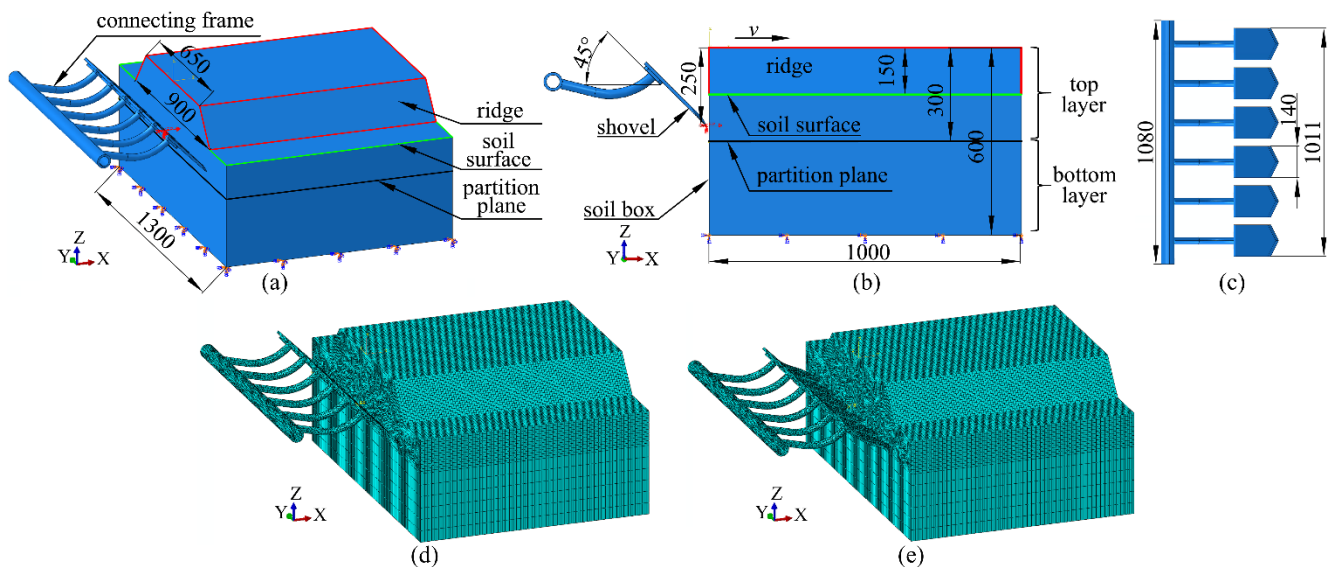 connecting frame
650
900
ridge
soil
surface
partition
plane
1300
Z
Y
X
(a)
v
45°
250
ridge
150
300
600
top
layer
shovel
soil surface
partition plane
bottom
layer
soil box
1000
Z
Y
X
(b)
1080
140
1011
(c)
Z
Y
X
(d)
Z
Y
X
(e)